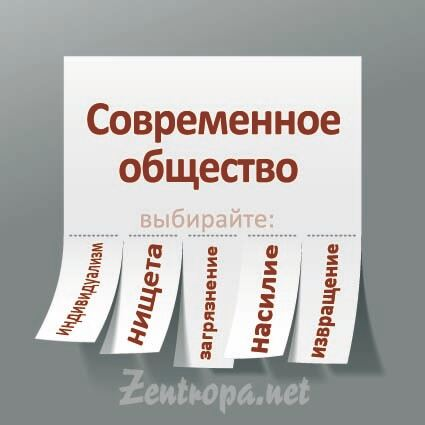 Современное
общество
выбирайте:
индивидуализм
нищета
загрязнение
насилие
извращение
Zentropa.net